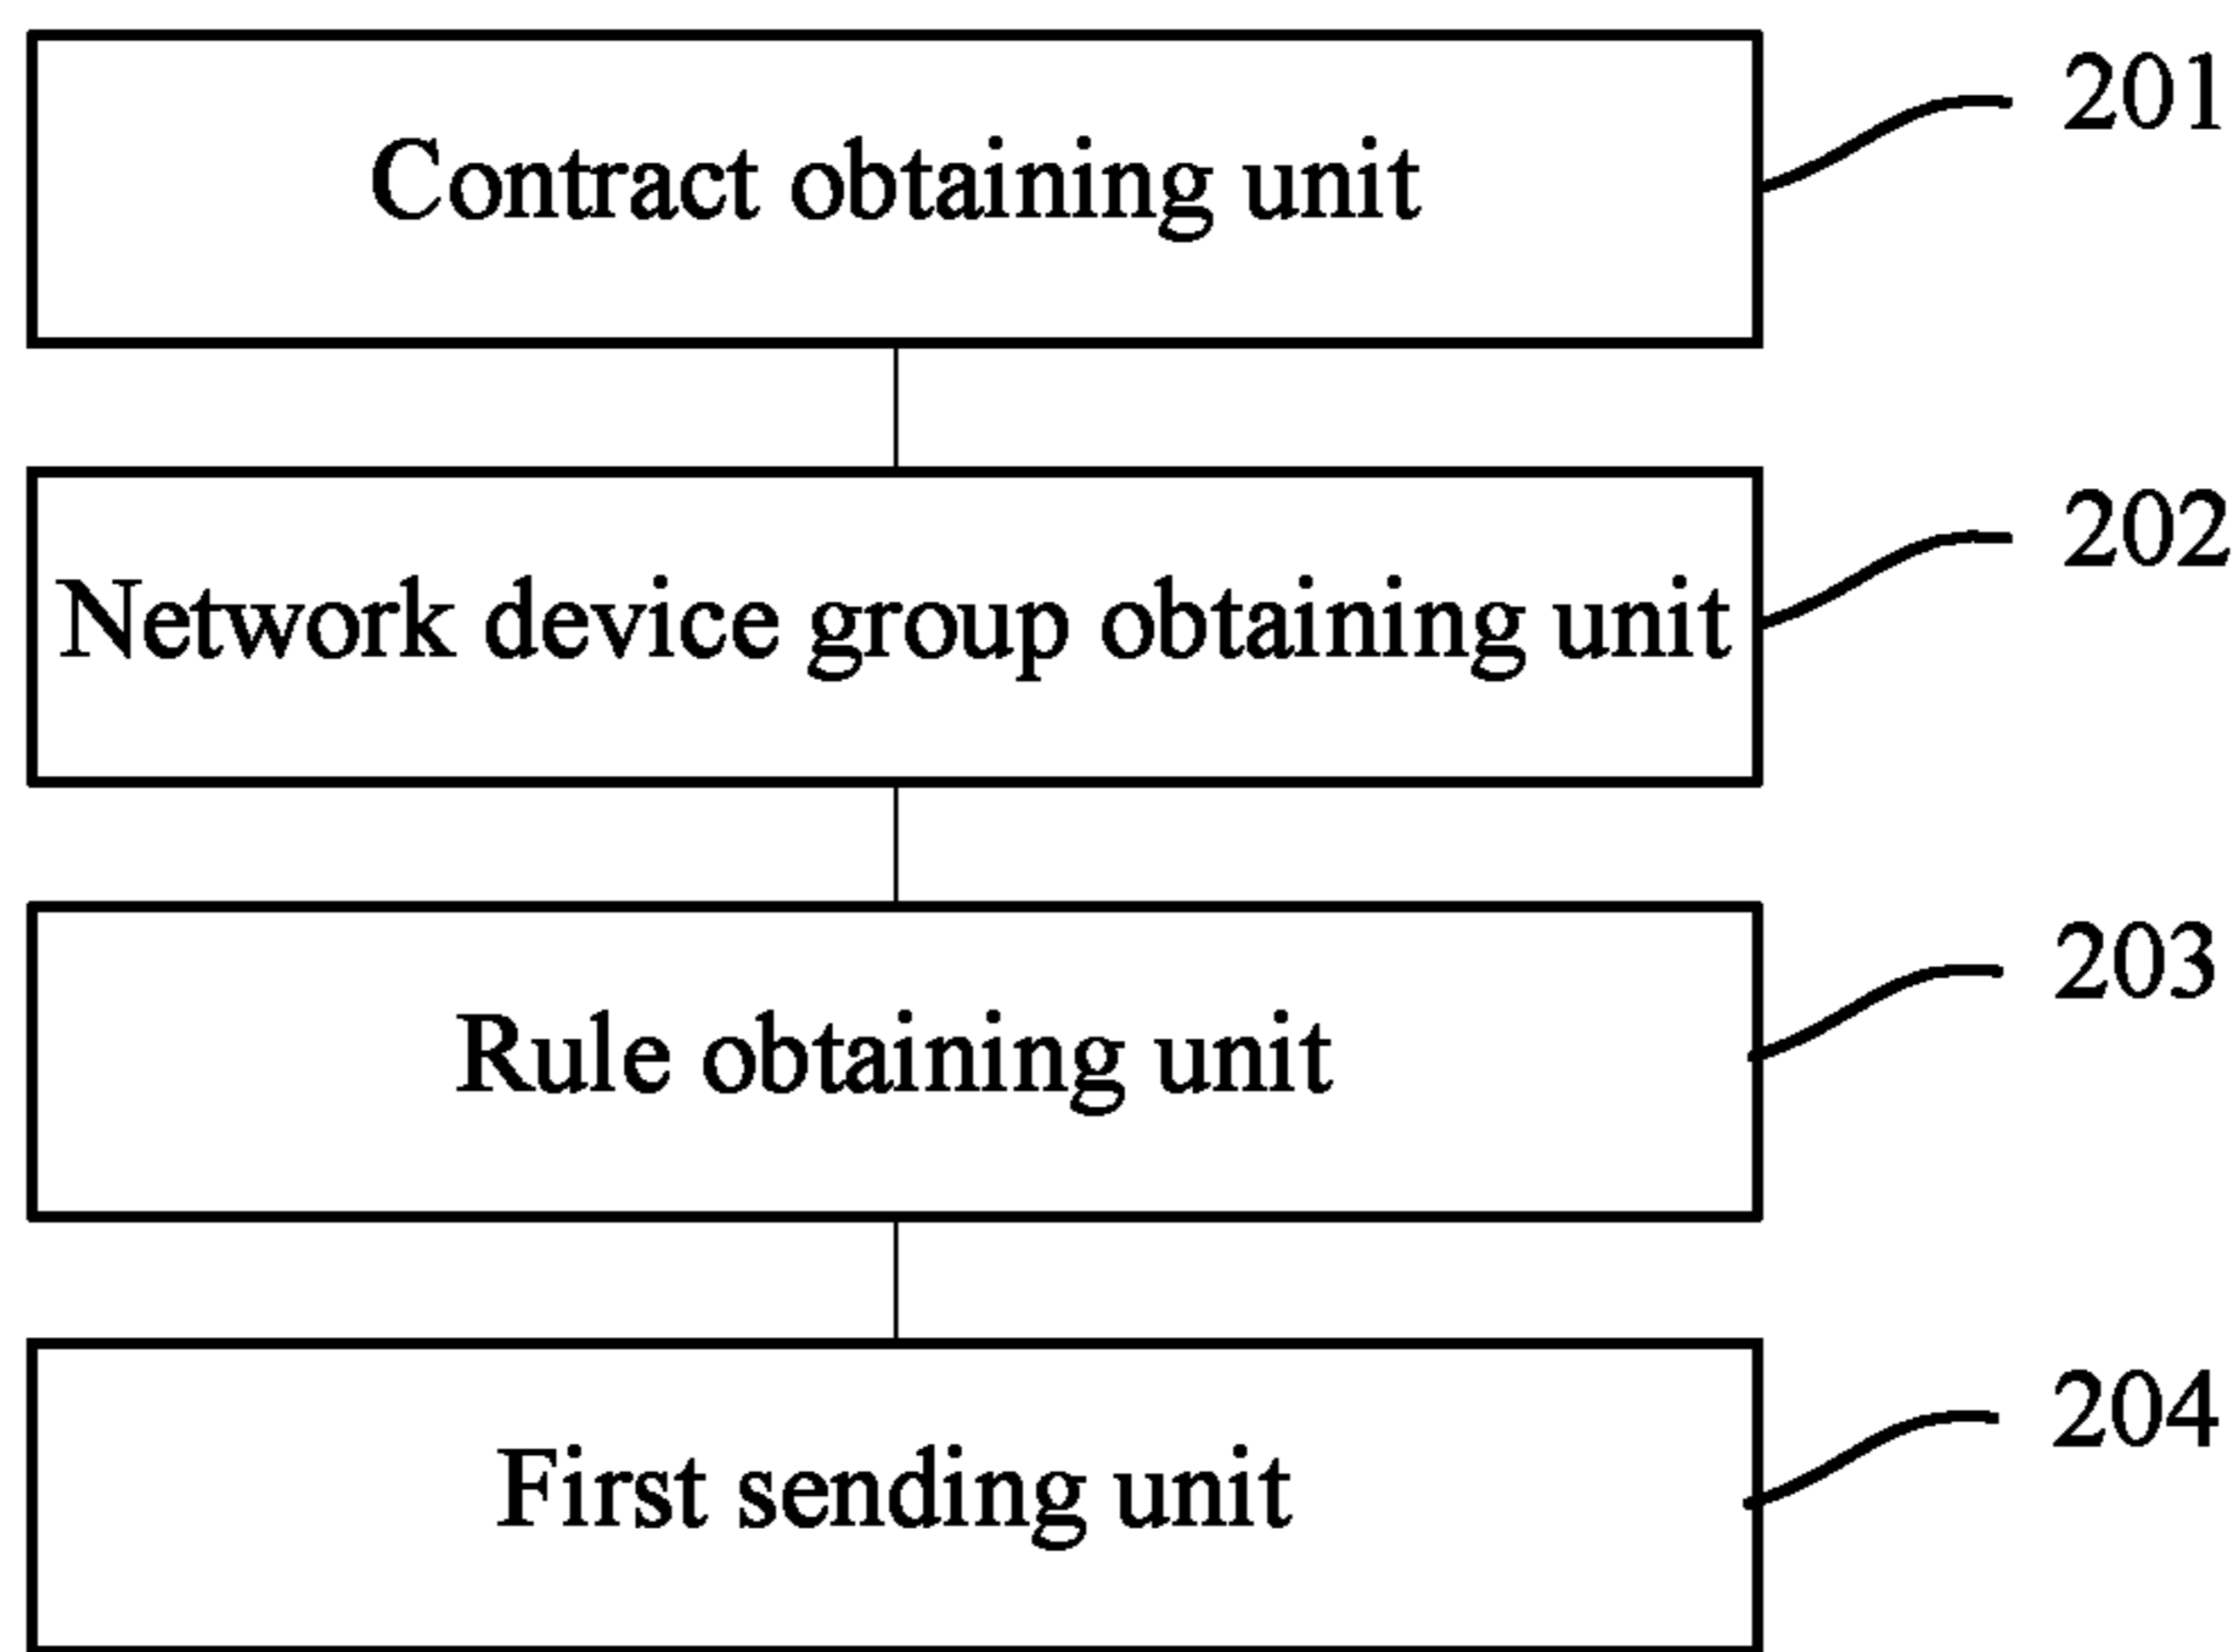 Contract obtaining unit
201
Network device group obtaining unit
202
Rule obtaining unit
203
First sending unit
204